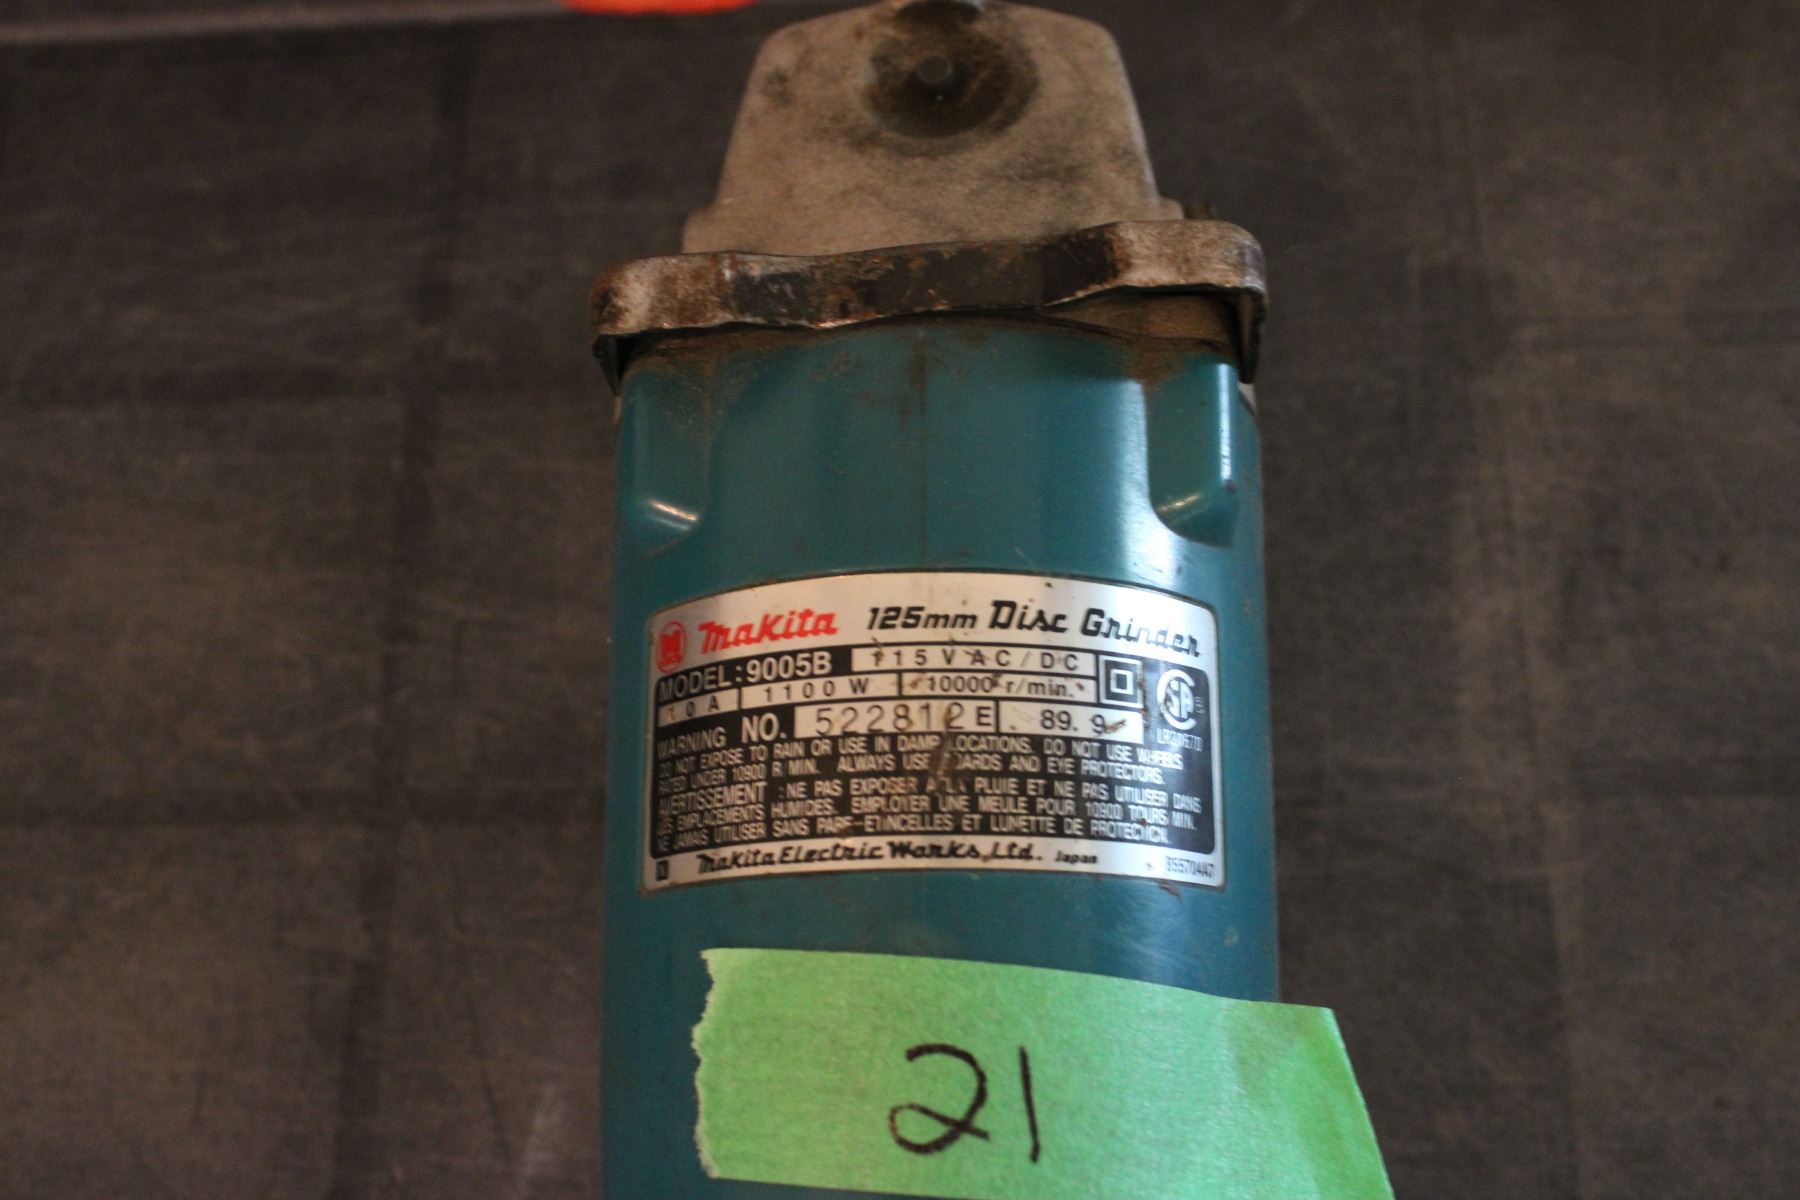 M Makita 125mm Disc Grinder
MODEL:9005B 115V AC/DC
10A 1100W 10000 r/min.
NO. 522812E 89.9
WARNING
DO NOT EXPOSE TO RAIN OR USE IN DAMP LOCATIONS. DO NOT USE WHEELS
RATED UNDER 10900 R MIN. ALWAYS USE GUARDS AND EYE PROTECTORS.
AVERTISSEMENT :NE PAS EXPOSER A LA PLUIE ET NE PAS UTILISER DANS
DES EMPLACEMENTS HUMIDES. EMPLOYER UNE MEULE POUR 10900 TOURS MIN.
NE JAMAIS UTILISER SANS PARE-ETINCELLES ET LUNETTE DE PROTECTION.
Makita Electric Works, Ltd. Japan
21